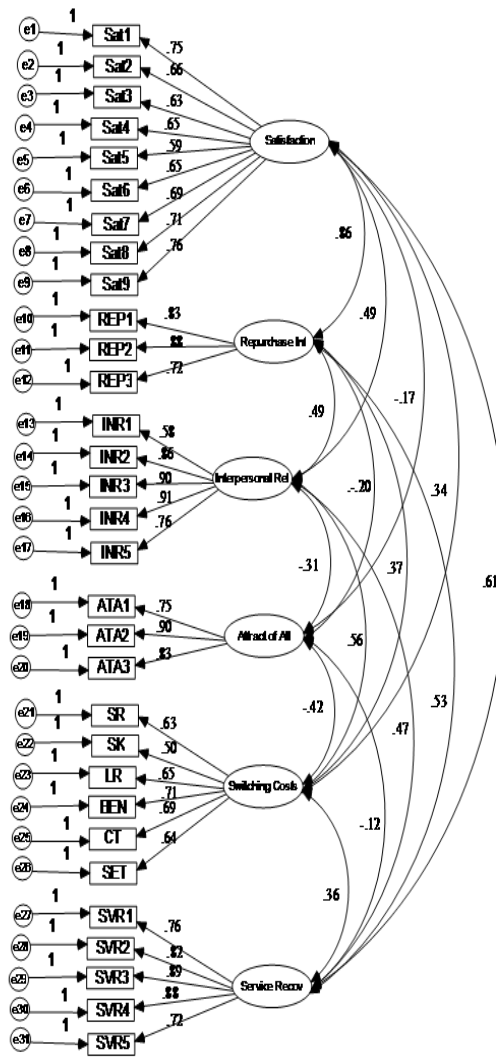 e1 1 Sat1 .75
e2 1 Sat2 .66
e3 1 Sat3 .63
e4 1 Sat4 .65
e5 1 Sat5 .59
e6 1 Sat6 .65
e7 1 Sat7 .69
e8 1 Sat8 .71
e9 1 Sat9 .76
Satisfaction
.86
.49
-.17
.34
.61
e10 1 REP1 .83
e11 1 REP2 .88
e12 1 REP3 .72
Repurchase Inl
.49
-.20
.37
.53
e13 1 INR1 .58
e14 1 INR2 .86
e15 1 INR3 .90
e16 1 INR4 .91
e17 1 INR5 .76
Interpersonal Rel
-.31
.56
.47
e18 1 ATA1 .75
e19 1 ATA2 .90
e20 1 ATA3 .83
Attract of All
-.42
-.12
e21 1 SR .63
e22 1 SK .50
e23 1 LR .65
e24 1 BEN .71
e25 1 CT .69
e26 1 SET .64
Switching Costs
.36
e27 1 SVR1 .76
e28 1 SVR2 .82
e29 1 SVR3 .89
e30 1 SVR4 .88
e31 1 SVR5 .72
Service Recov